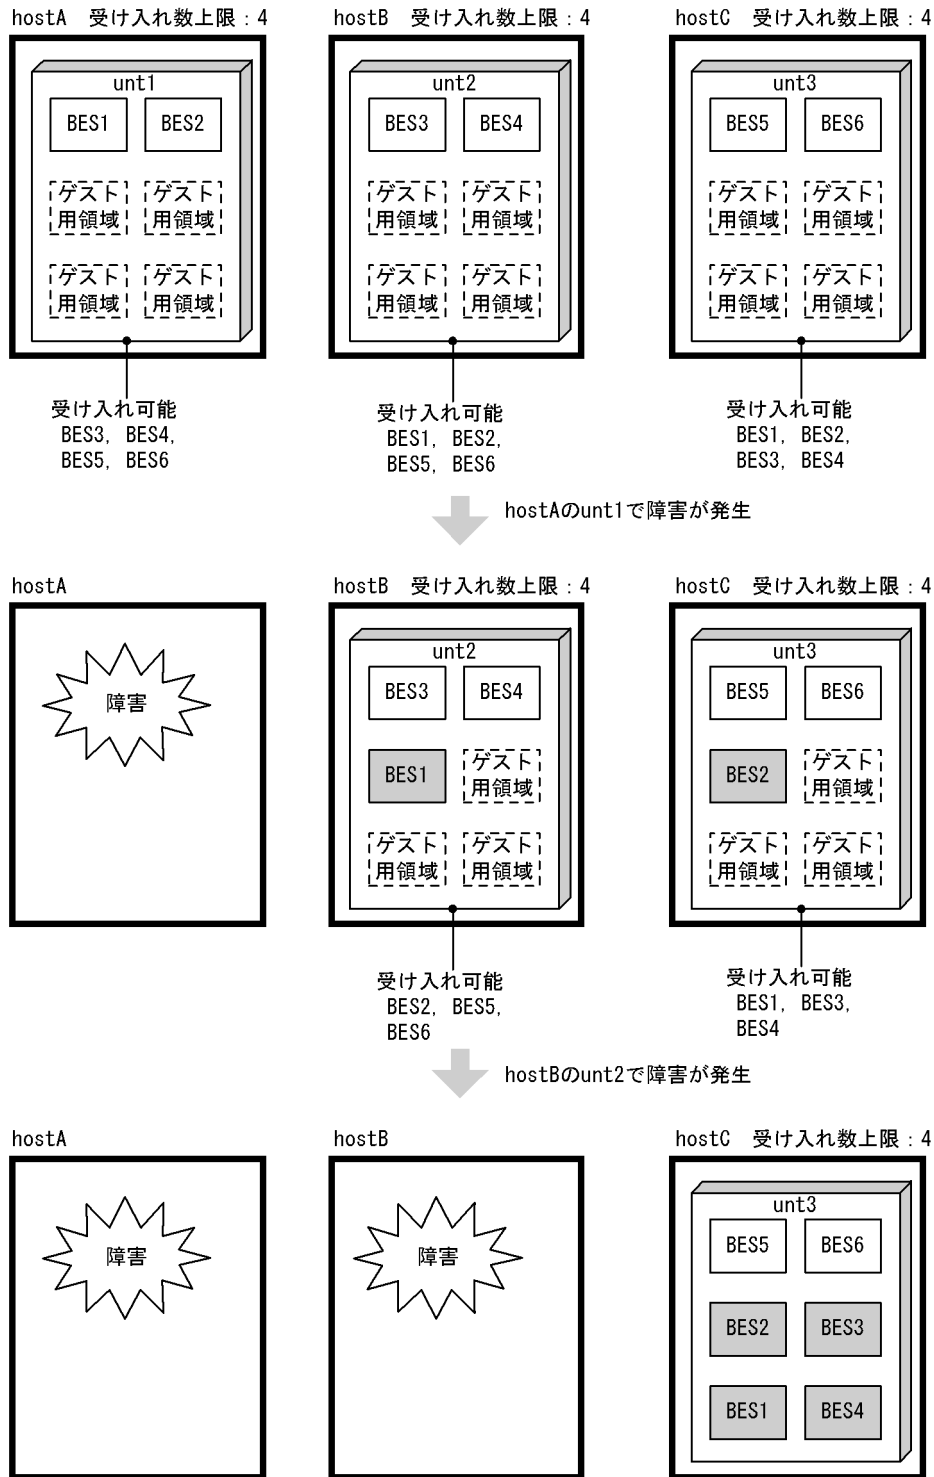 hostA　受け入れ数上限：4
unt1
BES1
BES2
ゲスト
用領域
ゲスト
用領域
ゲスト
用領域
ゲスト
用領域
受け入れ可能
BES3，BES4，
BES5，BES6
hostB　受け入れ数上限：4
unt2
BES3
BES4
ゲスト
用領域
ゲスト
用領域
ゲスト
用領域
ゲスト
用領域
受け入れ可能
BES1，BES2，
BES5，BES6
hostC　受け入れ数上限：4
unt3
BES5
BES6
ゲスト
用領域
ゲスト
用領域
ゲスト
用領域
ゲスト
用領域
受け入れ可能
BES1，BES2，
BES3，BES4
hostAのunt1で障害が発生
hostA
障害
hostB　受け入れ数上限：4
unt2
BES3
BES4
BES1
ゲスト
用領域
ゲスト
用領域
ゲスト
用領域
受け入れ可能
BES2，BES5，
BES6
hostC　受け入れ数上限：4
unt3
BES5
BES6
BES2
ゲスト
用領域
ゲスト
用領域
ゲスト
用領域
受け入れ可能
BES1，BES3，
BES4
hostBのunt2で障害が発生
hostA
障害
hostB
障害
hostC　受け入れ数上限：4
unt3
BES5
BES6
BES2
BES3
BES1
BES4